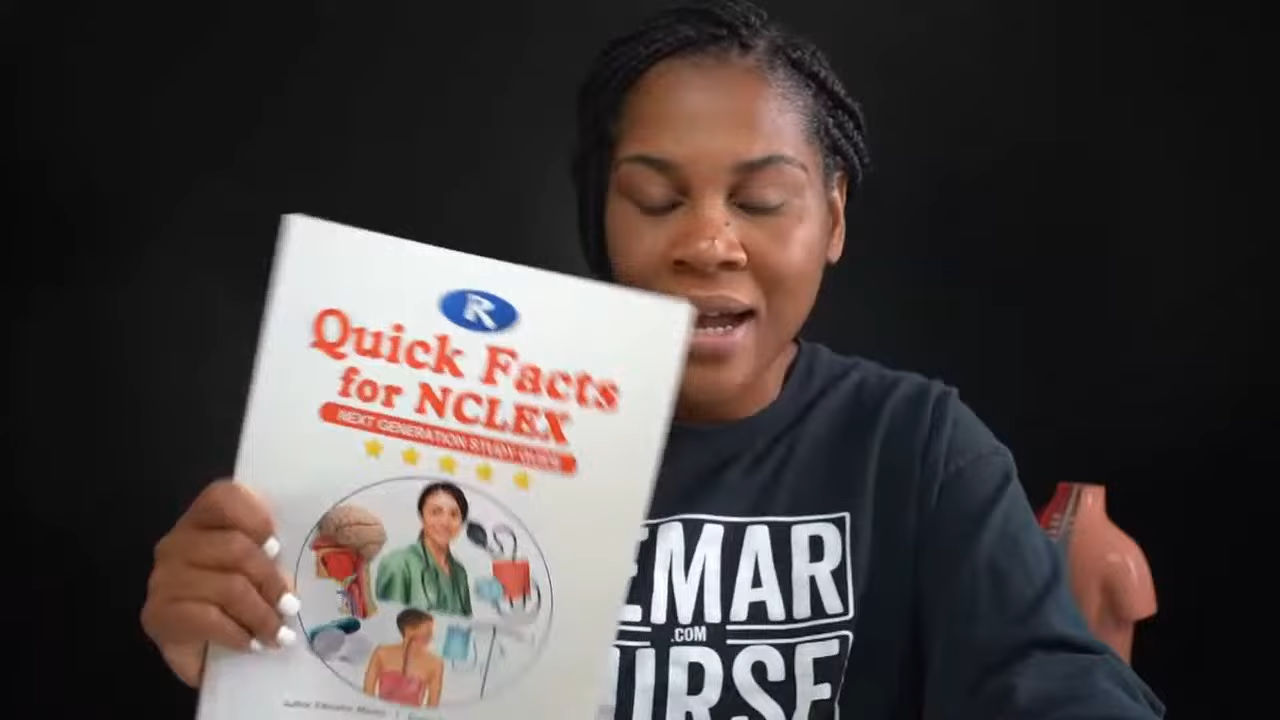 R
Quick Facts
for NCLEX
NEXT GENERATION STUDY GUIDE
EMAR
.COM
URSE